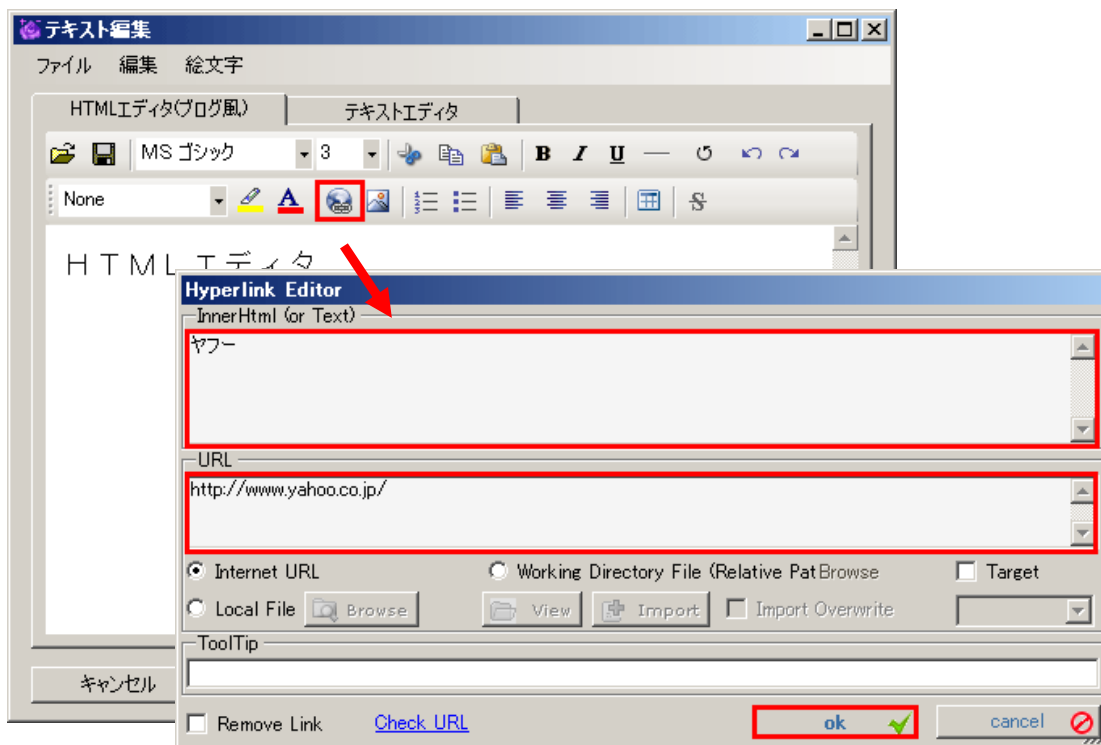 テキスト編集
ファイル 編集 絵文字
HTMLエディタ(ブログ風) テキストエディタ
MS ゴシック 3 B I U
None A S
HTMLエディタ
Hyperlink Editor
InnerHtml (or Text)
ヤフー
URL
http://www.yahoo.co.jp/
Internet URL Working Directory File (Relative Pat Browse Target
Local File Browse View Import Import Overwrite
ToolTip
キャンセル
Remove Link Check URL ok cancel